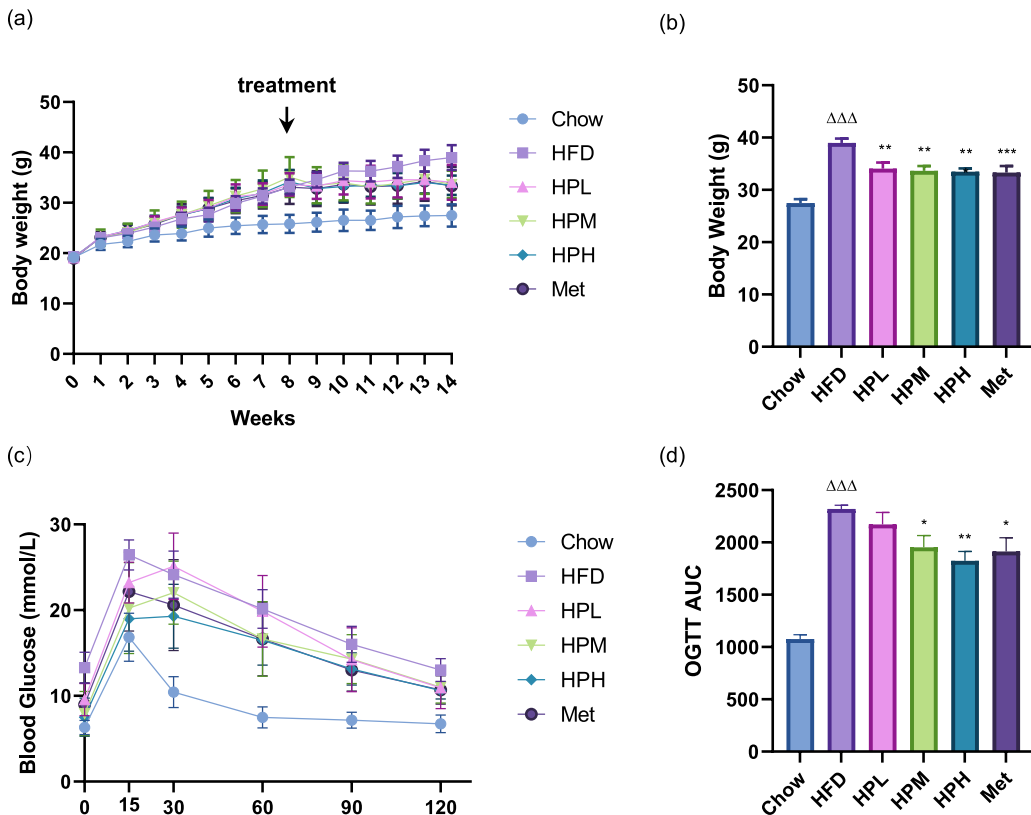 (a)
treatment
Body weight (g)
50
40
30
20
10
0
0 1 2 3 4 5 6 7 8 9 10 11 12 13 14
Weeks
Chow
HFD
HPL
HPM
HPH
Met
(b)
Body Weight (g)
50
40
30
20
10
0
ΔΔΔ
** ** ** ***
Chow HFD HPL HPM HPH Met
(c)
Blood Glucose (mmol/L)
30
20
10
0
0 15 30 60 90 120
Chow
HFD
HPL
HPM
HPH
Met
(d)
OGTT AUC
2500
2000
1500
1000
500
0
ΔΔΔ
* ** *
Chow HFD HPL HPM HPH Met